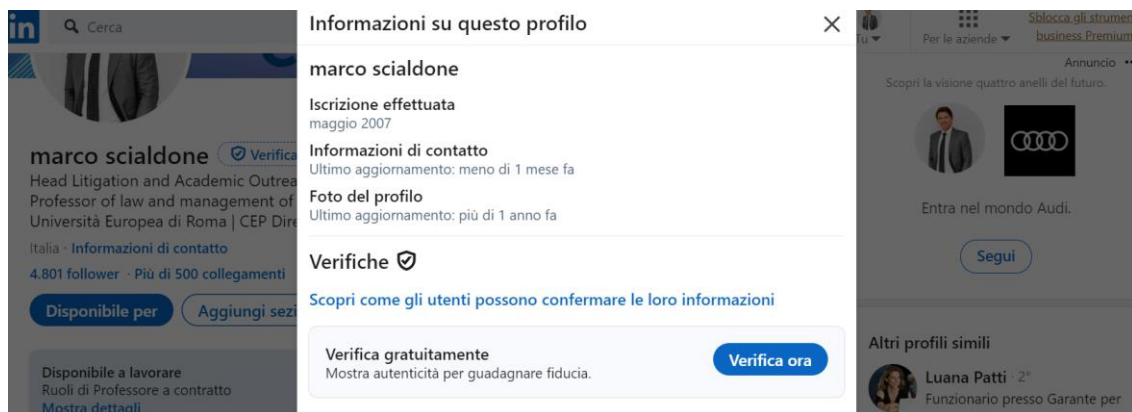 in
Cerca
marco scialdone
Head Litigation and Academic
Professor of law and management of
Università Europea di Roma | CEP
Italia · Informazioni di contatto
4.801 follower · Più di 500 collegamenti
Disponibile per
Aggiungi
Disponibile a lavorare
Ruoli di Professore a contratto
Mostra dettagli
Informazioni su questo profilo
marco scialdone
Iscrizione effettuata
maggio 2007
Informazioni di contatto
Ultimo aggiornamento: meno di 1 mese fa
Foto del profilo
Ultimo aggiornamento: più di 1 anno fa
Verifiche
Scopri come gli utenti possono confermare le loro informazioni
Verifica gratuitamente
Mostra autenticità per guadagnare fiducia.
Verifica ora
Tu
Per le aziende
Sblocca gli
business Premium
Annuncio
Scopri la visione quattro anelli del futuro.
Entra nel mondo Audi.
Segui
Altri profili simili
Luana Patti · 2°
Funzionario presso Garante per